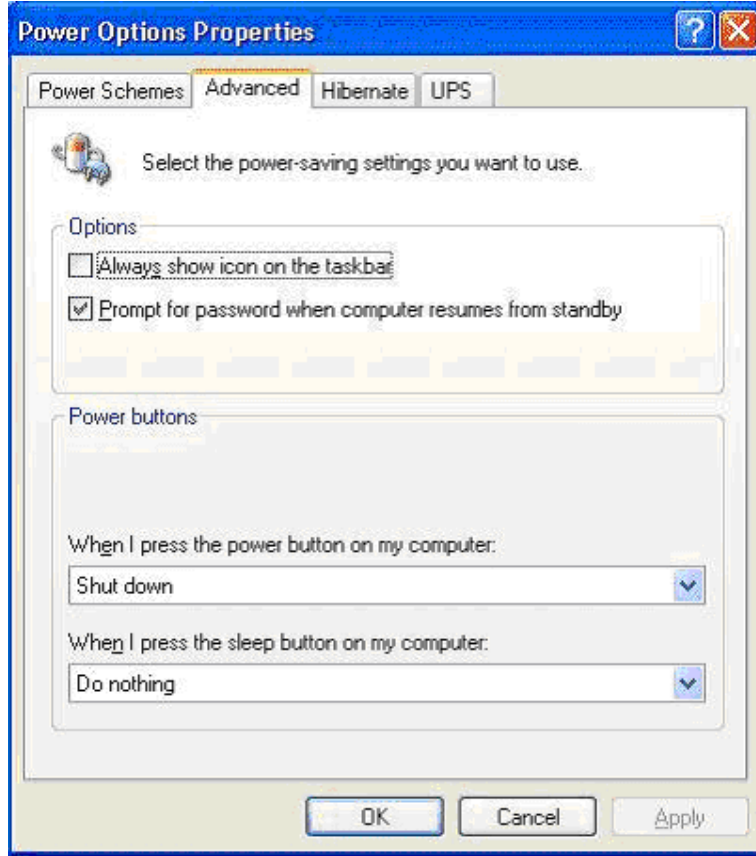 Power Options Properties
Power Schemes Advanced Hibernate UPS
Select the power-saving settings you want to use.
Options
Always show icon on the taskbar
Prompt for password when computer resumes from standby
Power buttons
When I press the power button on my computer:
Shut down
When I press the sleep button on my computer:
Do nothing
OK Cancel Apply